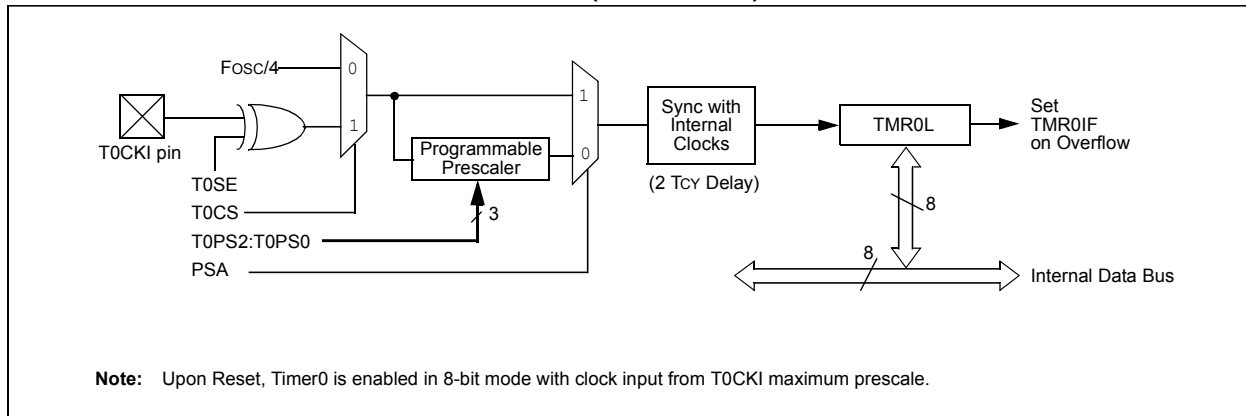 FOSC/4
0
1
T0CKI pin
T0SE
T0CS
T0PS2:T0PS0
PSA
Programmable
Prescaler
3
1
0
Sync with
Internal
Clocks
(2 TCY Delay)
TMR0L
Set
TMR0IF
on Overflow
8
8
Internal Data Bus
Note: Upon Reset, Timer0 is enabled in 8-bit mode with clock input from T0CKI maximum prescale.